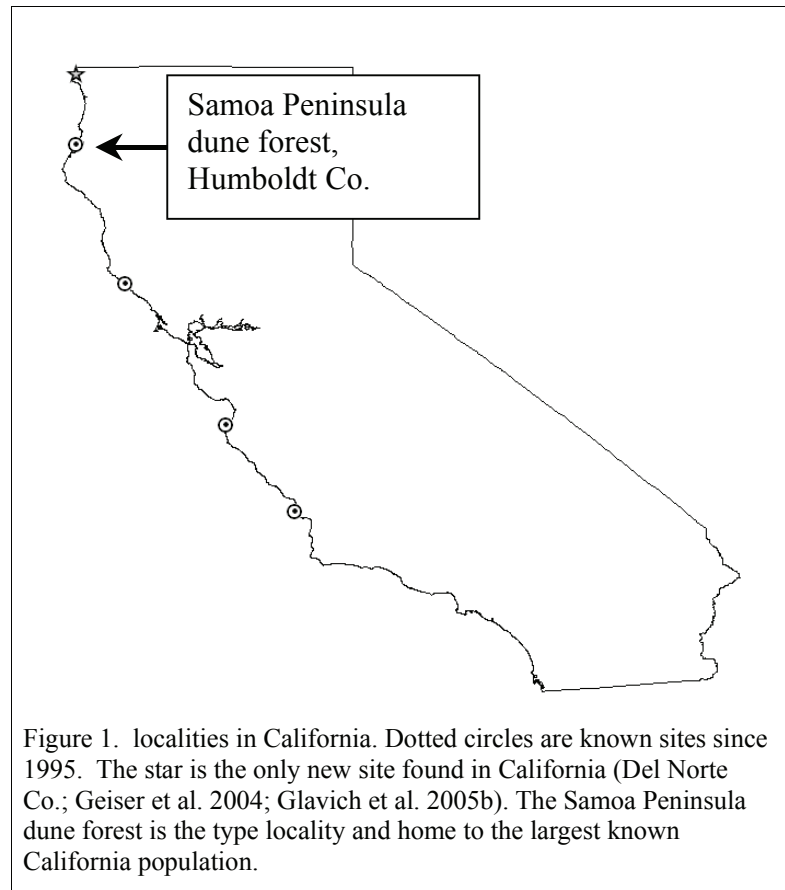 Samoa Peninsula
dune forest,
Humboldt Co.
Figure 1.  localities in California. Dotted circles are known sites since
1995.  The star is the only new site found in California (Del Norte
Co.; Geiser et al. 2004; Glavich et al. 2005b). The Samoa Peninsula
dune forest is the type locality and home to the largest known
California population.